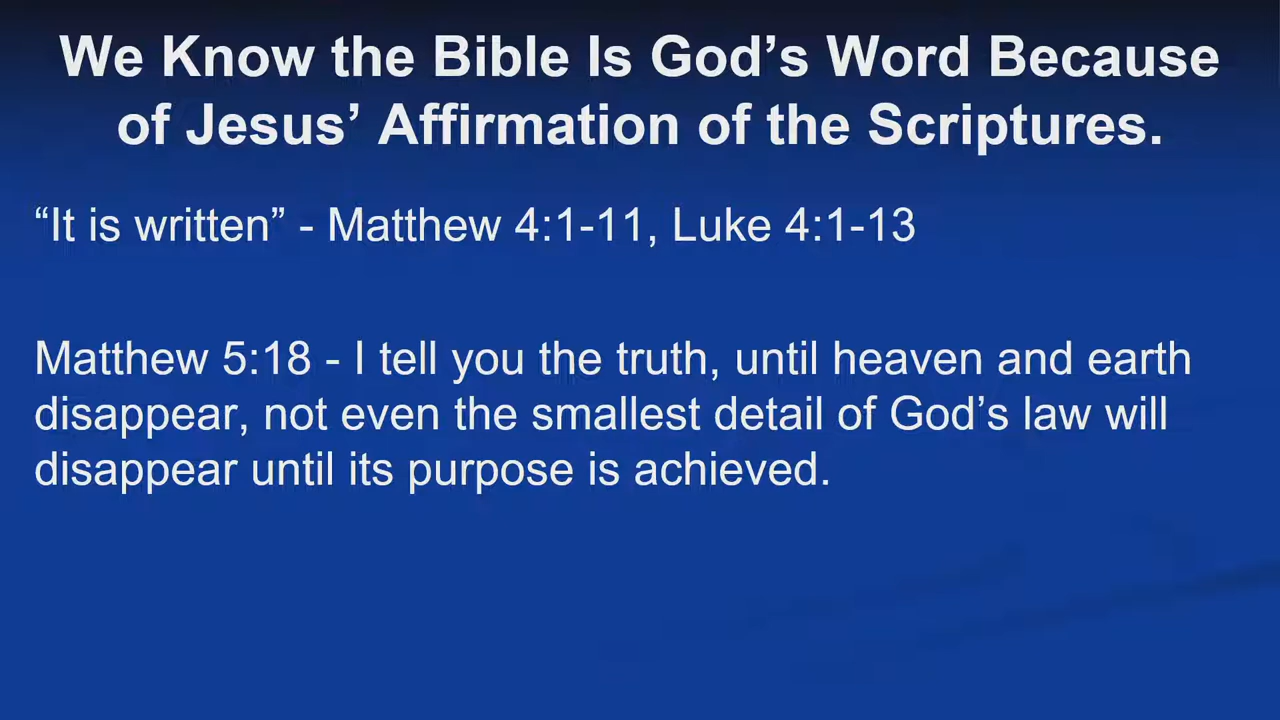 We Know the Bible Is God’s Word Because
of Jesus’ Affirmation of the Scriptures.
“It is written” - Matthew 4:1-11, Luke 4:1-13
Matthew 5:18 - I tell you the truth, until heaven and earth
disappear, not even the smallest detail of God’s law will
disappear until its purpose is achieved.